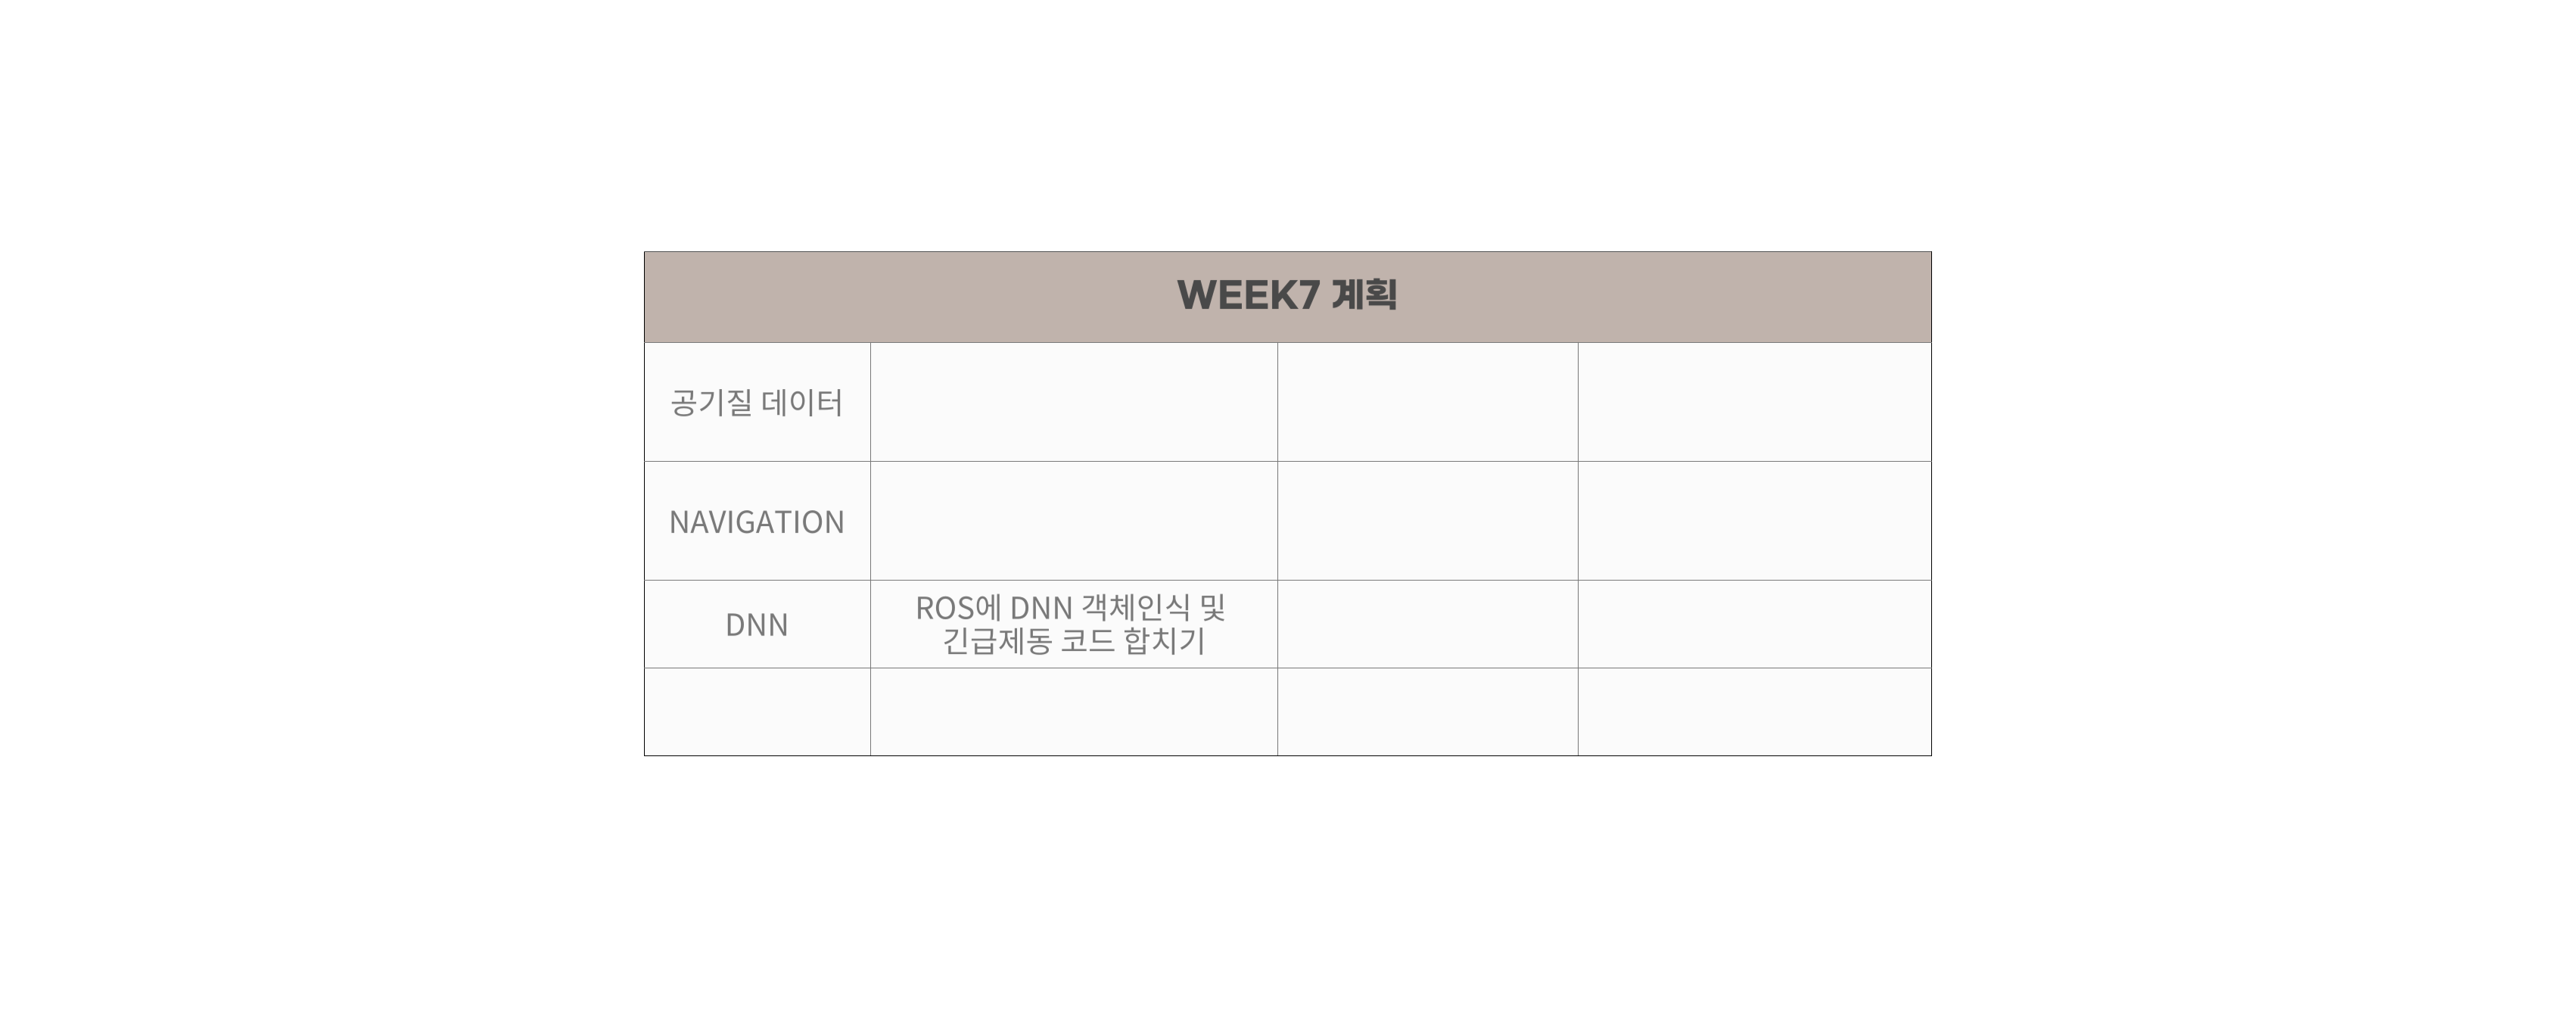 WEEK7 계획
공기질 데이터
NAVIGATION
DNN
ROS에 DNN 객체인식 및
긴급제동 코드 합치기